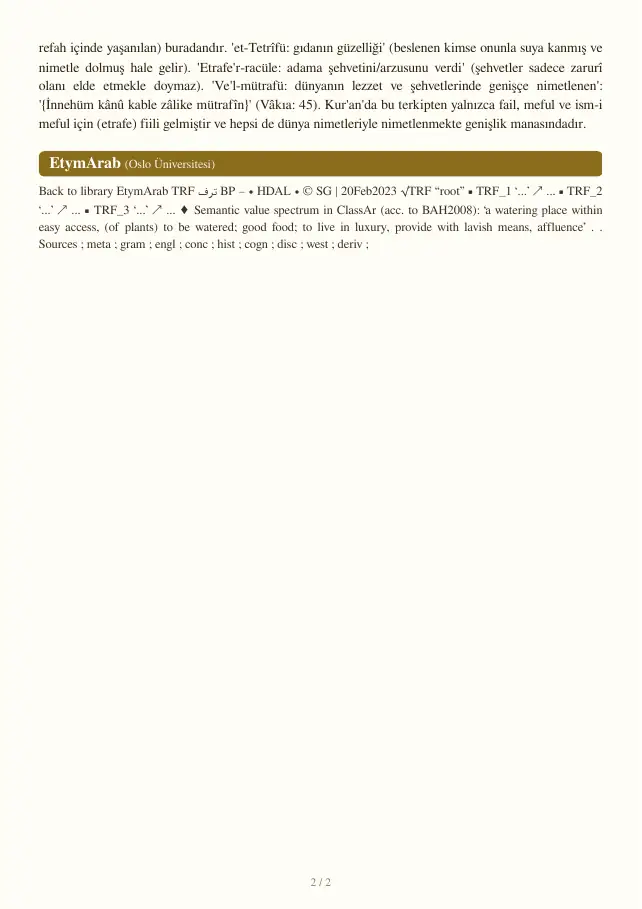 refah içinde yaşanılan) buradandır. 'et-Tetrîfü: gıdanın güzelliği' (beslenen kimse onunla suya kanmış ve
nimetle dolmuş hale gelir). 'Etrafe'r-racüle: adama şehvetini/arzusunu verdi' (şehvetler sadece zarurî
olanı elde etmekle doymaz). 'Ve'l-mütrafü: dünyanın lezzet ve şehvetlerinde genişçe nimetlenen':
'{İnnehüm kânû kable zâlike mütrafîn}' (Vâkıa: 45). Kur'an'da bu terkipten yalnızca fail, meful ve ism-i
meful için (etrafe) fiili gelmiştir ve hepsi de dünya nimetleriyle nimetlenmekte genişlik manasındadır.
EtymArab (Oslo Üniversitesi)
Back to library EtymArab TRF ترف BP – • HDAL • © SG | 20Feb2023 √TRF “root” ▪ TRF_1 ‘...’ ↗ ... ▪ TRF_2
‘...’ ↗ ... ▪ TRF_3 ‘...’ ↗ ... ♦ Semantic value spectrum in ClassAr (acc. to BAH2008): ‘a watering place within
easy access, (of plants) to be watered; good food; to live in luxury, provide with lavish means, affluence’ . .
Sources ; meta ; gram ; engl ; conc ; hist ; cogn ; disc ; west ; deriv ;
2 / 2